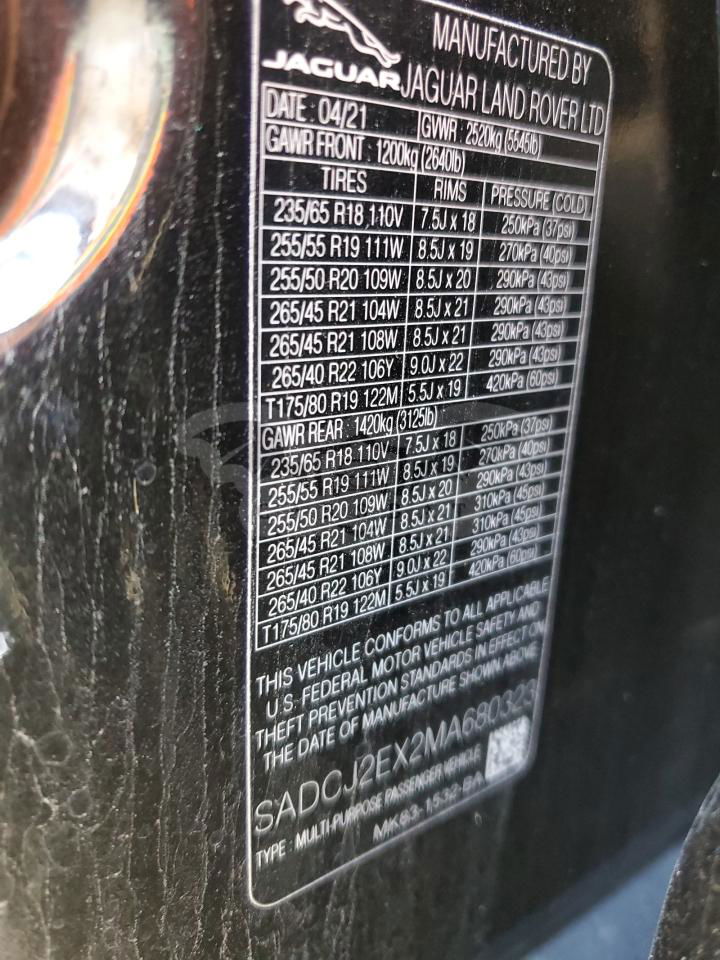 MANUFACTURED BY
JAGUAR JAGUAR LAND ROVER LTD
DATE : 04/21 GVWR : 2520kg (5545lb)
GAWR FRONT : 1200kg (2640lb)
TIRES RIMS PRESSURE (COLD)
235/65 R18 110V 7.5J x 18 250kPa (37psi)
255/55 R19 111W 8.5J x 19 270kPa (40psi)
255/50 R20 109W 8.5J x 20 290kPa (43psi)
265/45 R21 104W 8.5J x 21 290kPa (43psi)
265/45 R21 108W 8.5J x 21 290kPa (43psi)
265/40 R22 106Y 9.0J x 22 290kPa (43psi)
T175/80 R19 122M 5.5J x 19 420kPa (60psi)
GAWR REAR : 1420kg (3125lb)
235/65 R18 110V 7.5J x 18 250kPa (37psi)
255/55 R19 111W 8.5J x 19 270kPa (40psi)
255/50 R20 109W 8.5J x 20 290kPa (43psi)
265/45 R21 104W 8.5J x 21 310kPa (45psi)
265/45 R21 108W 8.5J x 21 310kPa (45psi)
265/40 R22 106Y 9.0J x 22 290kPa (43psi)
T175/80 R19 122M 5.5J x 19 420kPa (60psi)
THIS VEHICLE CONFORMS TO ALL APPLICABLE
U.S. FEDERAL MOTOR VEHICLE SAFETY AND
THEFT PREVENTION STANDARDS IN EFFECT ON
THE DATE OF MANUFACTURE SHOWN ABOVE
SADCJ2EX2MA680323
TYPE : MULTI-PURPOSE PASSENGER VEHICLE
MK83-1532-BA